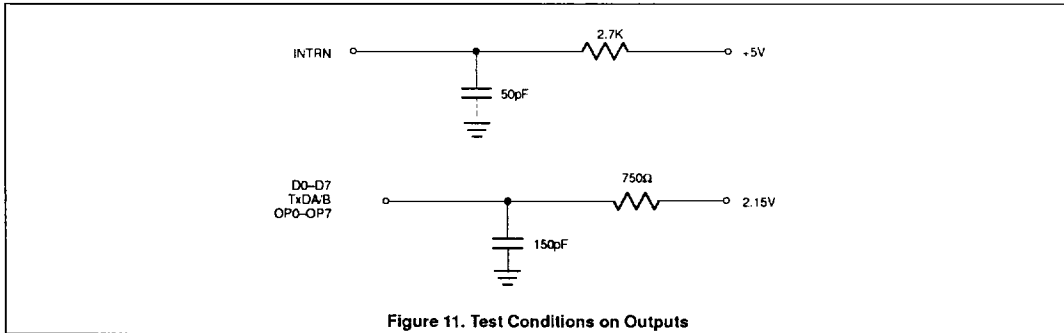 INTRN
2.7K
+5V
50pF
D0–D7
TxDA/B
OP0–OP7
750Ω
2.15V
150pF
Figure 11. Test Conditions on Outputs